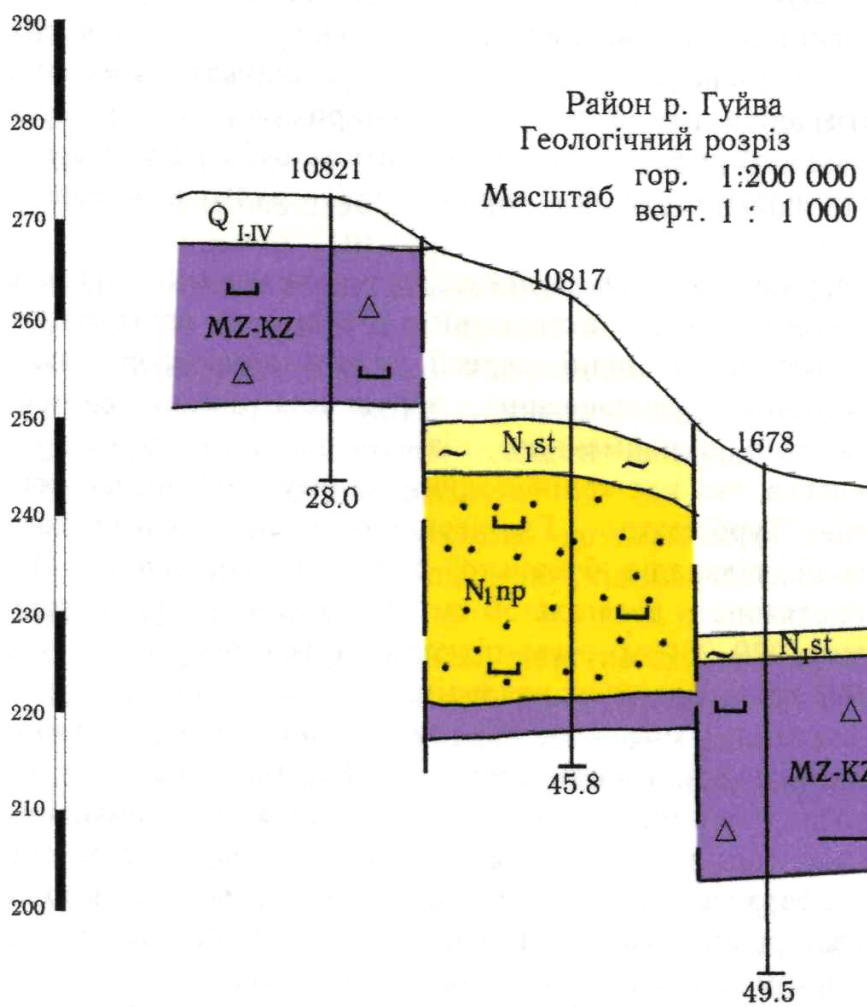 290
280
270
260
250
240
230
220
210
200
Район р. Гуйва
Геологічний розріз
Масштаб гор. 1:200 000
верт. 1 : 1 000
10821
Q I-IV
MZ-KZ
28.0
10817
N₁st
N₁np
45.8
1678
N₁st
MZ-KZ
49.5